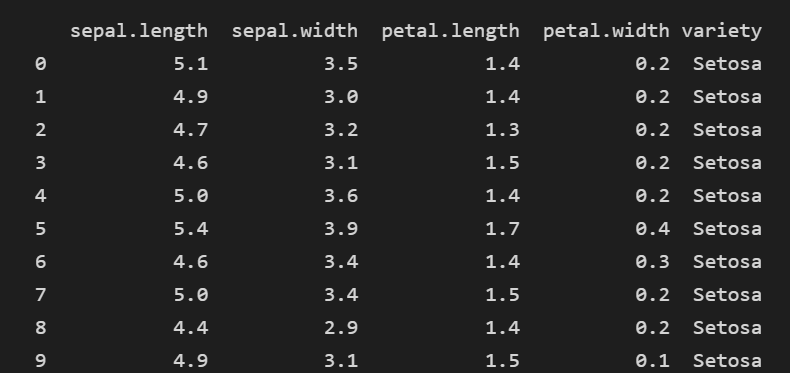 sepal.length sepal.width petal.length petal.width variety
0 5.1 3.5 1.4 0.2 Setosa
1 4.9 3.0 1.4 0.2 Setosa
2 4.7 3.2 1.3 0.2 Setosa
3 4.6 3.1 1.5 0.2 Setosa
4 5.0 3.6 1.4 0.2 Setosa
5 5.4 3.9 1.7 0.4 Setosa
6 4.6 3.4 1.4 0.3 Setosa
7 5.0 3.4 1.5 0.2 Setosa
8 4.4 2.9 1.4 0.2 Setosa
9 4.9 3.1 1.5 0.1 Setosa